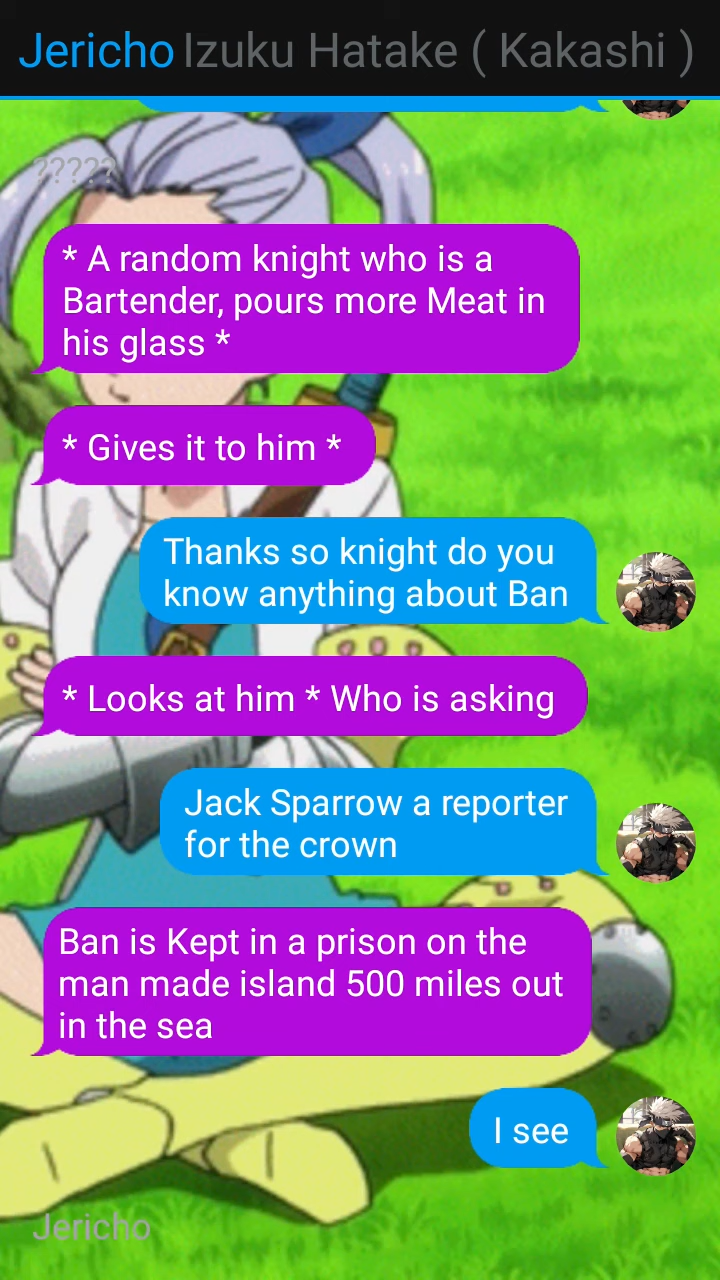 Jericho Izuku Hatake ( Kakashi )
?????
* A random knight who is a
Bartender, pours more Meat in
his glass *
* Gives it to him *
Thanks so knight do you
know anything about Ban
* Looks at him * Who is asking
Jack Sparrow a reporter
for the crown
Ban is Kept in a prison on the
man made island 500 miles out
in the sea
I see
Jericho